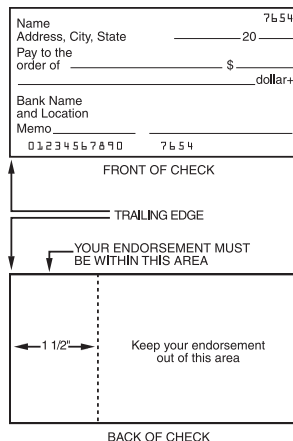 Name 7654
Address, City, State 20
Pay to the
order of $
dollar+
Bank Name
and Location
Memo
01234567890 7654
FRONT OF CHECK
TRAILING EDGE
YOUR ENDORSEMENT MUST
BE WITHIN THIS AREA
1 1/2"
Keep your endorsement
out of this area
BACK OF CHECK